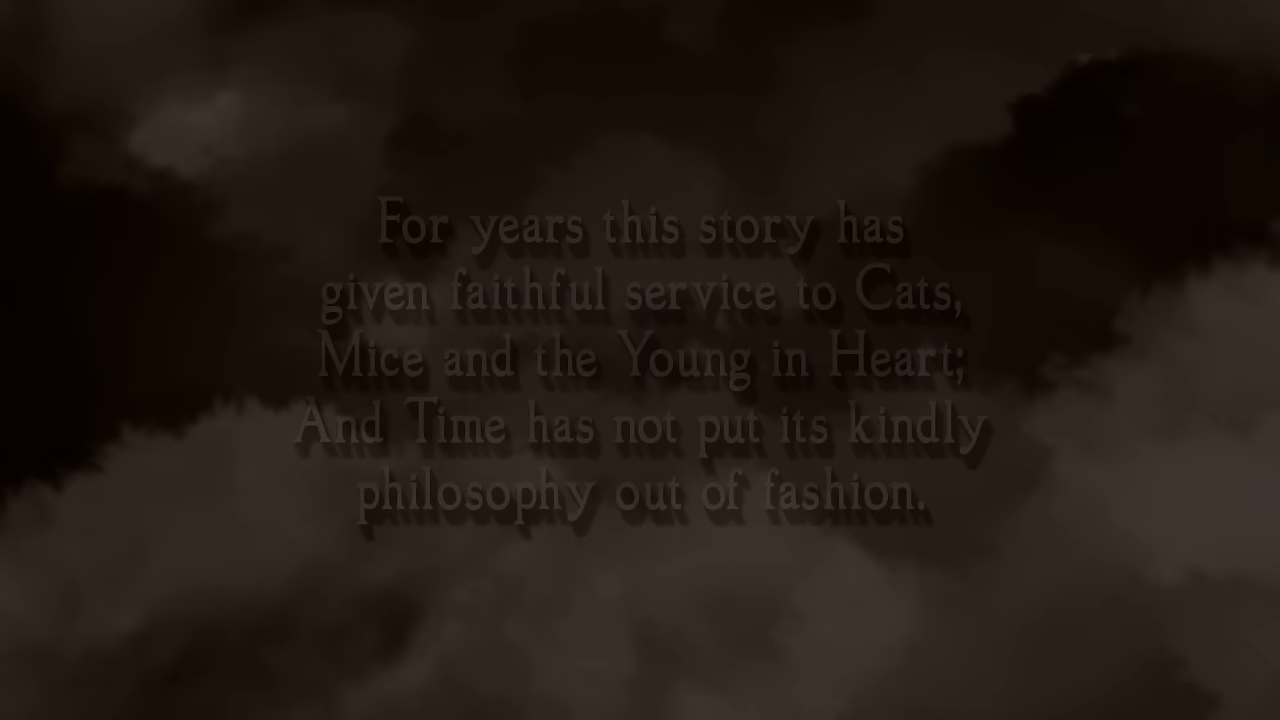 For years this story has
given faithful service to Cats,
Mice and the Young in Heart;
And Time has not put its kindly
philosophy out of fashion.